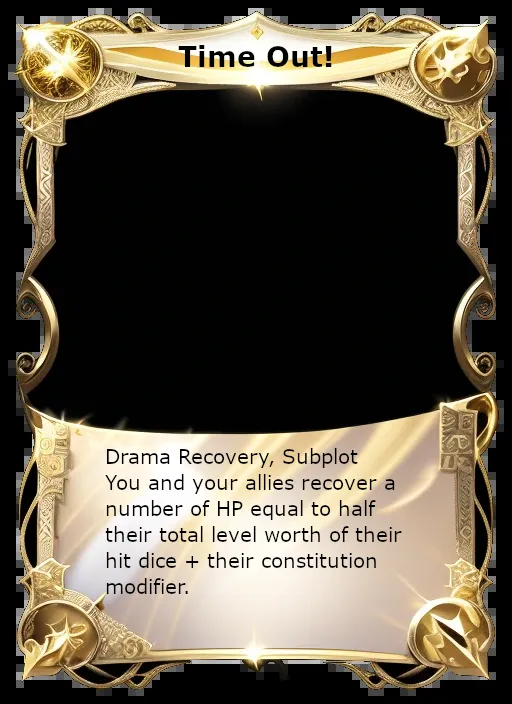 Time Out!
Drama Recovery, Subplot
You and your allies recover a
number of HP equal to half
their total level worth of their
hit dice + their constitution
modifier.